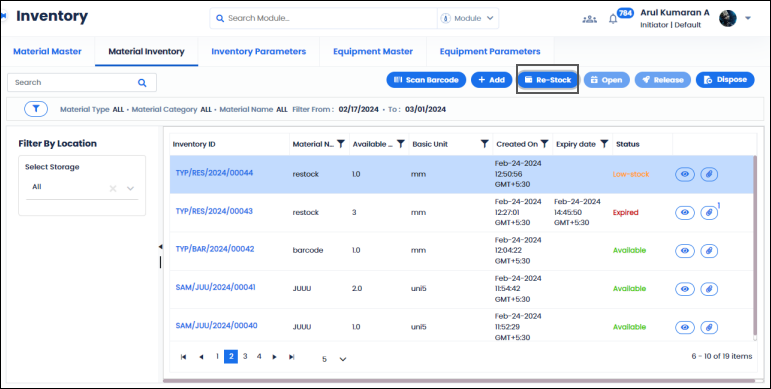 Inventory
Search Module...
Module
784
Arul Kumaran A
Initiator | Default
Material Master
Material Inventory
Inventory Parameters
Equipment Master
Equipment Parameters
Search
Scan Barcode
+ Add
Re-Stock
Open
Release
Dispose
Material Type ALL • Material Category ALL • Material Name ALL Filter From : 02/17/2024 • To : 03/01/2024
Filter By Location
Select Storage
All
Inventory ID Material N... Available ... Basic Unit Created On Expiry date Status
TYP/RES/2024/00044 restock 1.0 mm Feb-24-2024 12:50:56 GMT+5:30 Low-stock
TYP/RES/2024/00043 restock 3 mm Feb-24-2024 12:27:01 GMT+5:30 Feb-24-2024 14:45:50 GMT+5:30 Expired 1
TYP/BAR/2024/00042 barcode 1.0 mm Feb-24-2024 12:04:22 GMT+5:30 Available
SAM/JUU/2024/00041 JUUU 2.0 uni5 Feb-24-2024 11:54:42 GMT+5:30 Available
SAM/JUU/2024/00040 JUUU 1.0 uni5 Feb-24-2024 11:52:29 GMT+5:30 Available
1 2 3 4
5
6 - 10 of 19 items